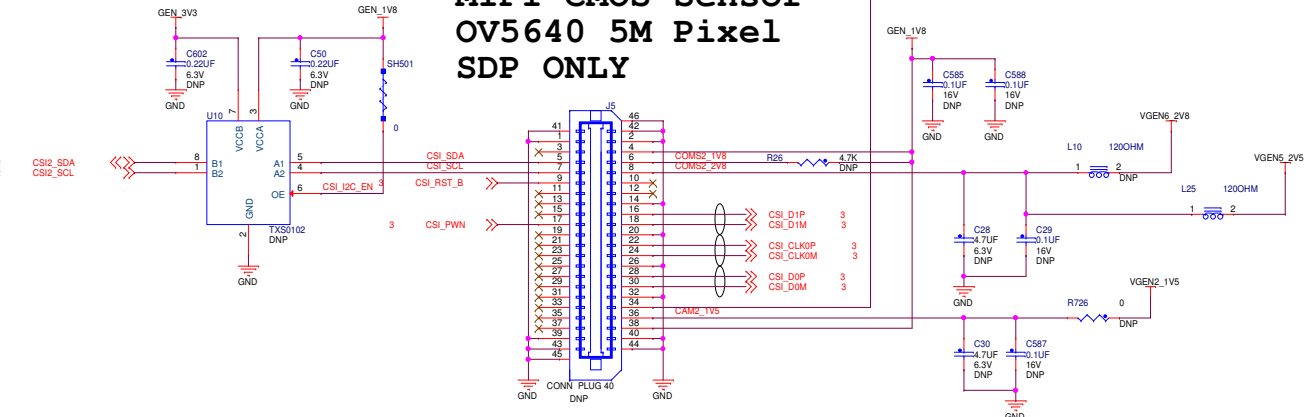 MIPI CMOS Sensor
OV5640 5M Pixel
SDP ONLY
GEN_3V3
GEN_1V8
C602
0.22UF
6.3V
DNP
GND
C50
0.22UF
6.3V
DNP
GND
SH501
0
U10
7
3
VCCB
VCCA
CSI2_SDA
CSI2_SCL
8
1
B1
B2
A1
A2
5
4
OE
6
CSI_I2C_EN
3
GND
2
TXS0102
DNP
GND
CSI_SDA
CSI_SCL
CSI_RST_B
3
CSI_PWN
J5
41
1
3
5
7
9
11
13
15
17
19
21
23
25
27
29
31
33
35
37
39
43
45
46
42
2
4
6
8
10
12
14
16
18
20
22
24
26
28
30
32
34
36
38
40
44
CONN PLUG 40
DNP
GND
GND
COMS2_1V8
COMS2_2V8
R26
4.7K
DNP
CSI_D1P 3
CSI_D1M 3
CSI_CLK0P 3
CSI_CLK0M 3
CSI_D0P 3
CSI_D0M 3
CAM2_1V5
GEN_1V8
C585
0.1UF
16V
DNP
GND
C588
0.1UF
16V
DNP
GND
VGEN6_2V8
L10
120OHM
1
2
DNP
VGEN5_2V5
L25
120OHM
1
2
C28
4.7UF
6.3V
DNP
GND
C29
0.1UF
16V
DNP
VGEN2_1V5
R726
0
DNP
C30
4.7UF
6.3V
DNP
C587
0.1UF
16V
DNP
GND